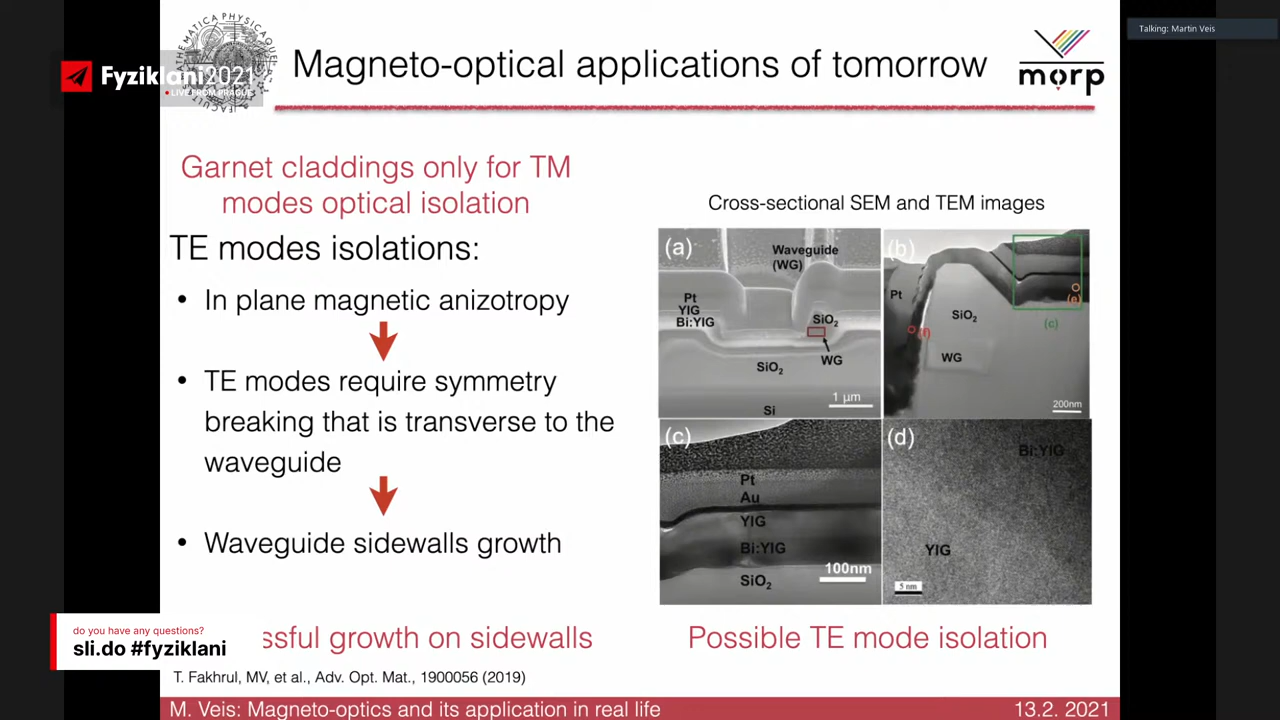 Talking: Martin Veis
Fyziklani2021
LIVE FROM PRAGUE
Magneto-optical applications of tomorrow
morp
Garnet claddings only for TM
modes optical isolation
TE modes isolations:
• In plane magnetic anizotropy
• TE modes require symmetry
breaking that is transverse to the
waveguide
• Waveguide sidewalls growth
Cross-sectional SEM and TEM images
(a)
Waveguide
(WG)
Pt
YIG
Bi:YIG
SiO₂
WG
SiO₂
1 µm
Si
(b)
Pt
SiO₂
WG
(e)
(c)
(f)
200nm
(c)
Pt
Au
YIG
Bi:YIG
100nm
SiO₂
(d)
Bi:YIG
YIG
5 nm
do you have any questions?
sli.do #fyziklani
ssful growth on sidewalls
Possible TE mode isolation
T. Fakhrul, MV, et al., Adv. Opt. Mat., 1900056 (2019)
M. Veis: Magneto-optics and its application in real life
13.2. 2021